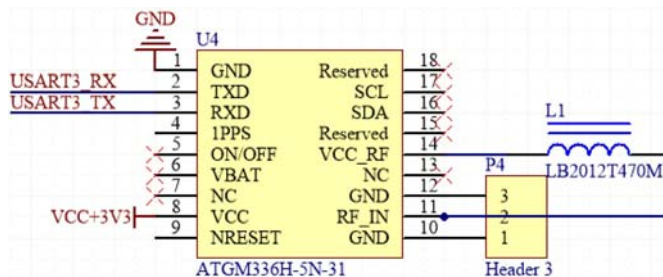 GND
U4
1 GND Reserved 18
USART3_RX 2 TXD SCL 17
USART3_TX 3 RXD SDA 16
4 1PPS Reserved 15
5 ON/OFF VCC_RF 14
6 VBAT NC 13
7 NC GND 12
VCC+3V3 8 VCC RF_IN 11
9 NRESET GND 10
ATGM336H-5N-31
L1
LB2012T470M
P4
3
2
1
Header 3